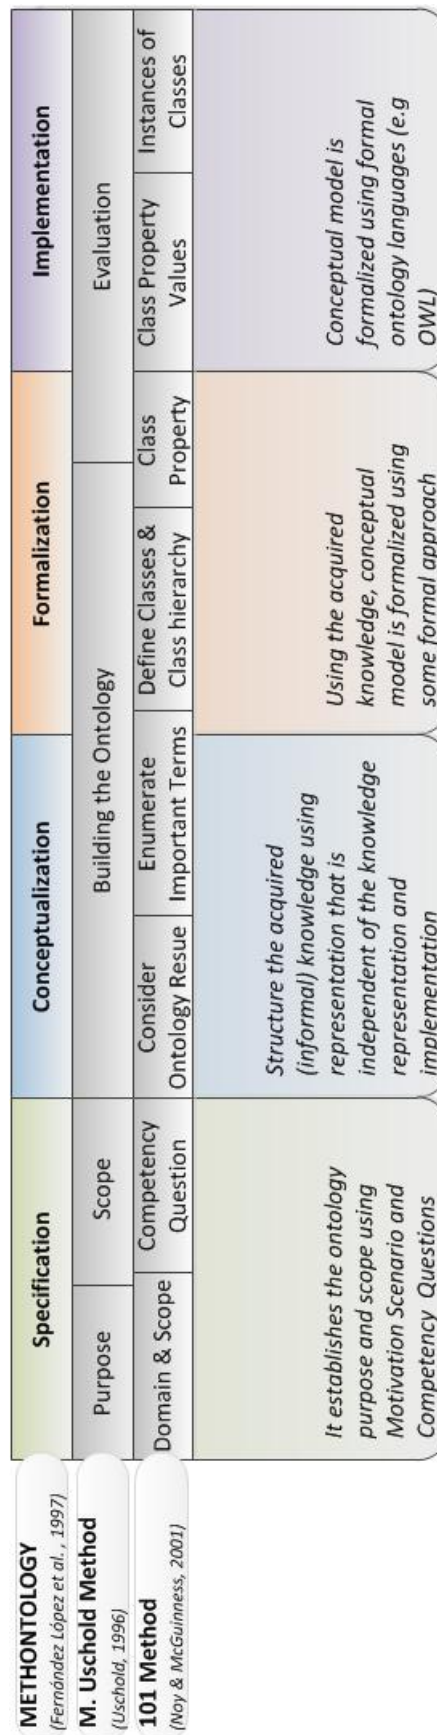 METHONTOLOGY
(Fernández López et al. , 1997)
Specification
Conceptualization
Formalization
Implementation
M. Uschold Method
(Uschold, 1996)
Purpose
Scope
Building the Ontology
Evaluation
101 Method
(Noy & McGuinness, 2001)
Domain & Scope
Competency
Question
Consider
Ontology Resue
Enumerate
Important Terms
Define Classes &
Class hierarchy
Class
Property
Class Property
Values
Instances of
Classes
It establishes the ontology
purpose and scope using
Motivation Scenario and
Competency Questions
Structure the acquired
(informal) knowledge using
representation that is
independent of the knowledge
representation and
implementation
Using the acquired
knowledge, conceptual
model is formalized using
some formal approach
Conceptual model is
formalized using formal
ontology languages (e.g
OWL)